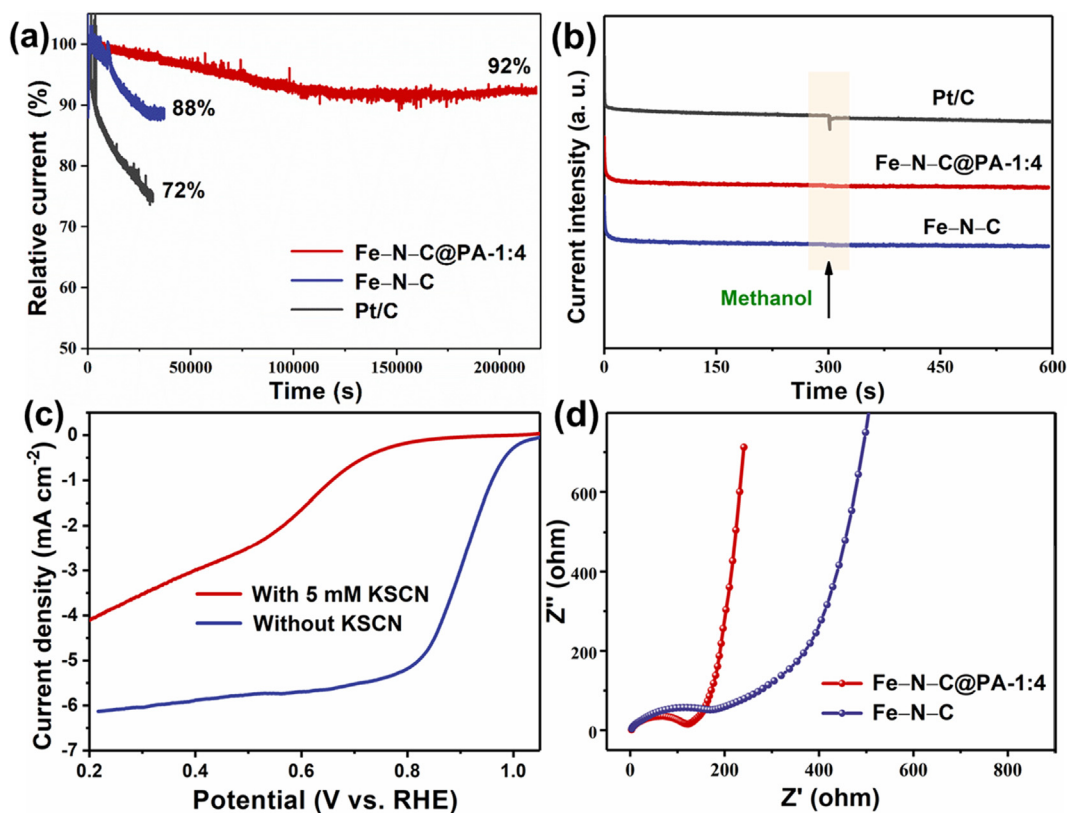 (a)
Relative current (%)
100
90
80
70
60
50
92%
88%
72%
Fe–N–C@PA-1:4
Fe–N–C
Pt/C
0
50000
100000
150000
200000
Time (s)
(b)
Current intensity (a. u.)
Pt/C
Fe–N–C@PA-1:4
Fe–N–C
Methanol
0
150
300
450
600
Time (s)
(c)
Current density (mA cm⁻²)
0
-1
-2
-3
-4
-5
-6
-7
With 5 mM KSCN
Without KSCN
0.2
0.4
0.6
0.8
1.0
Potential (V vs. RHE)
(d)
Z'' (ohm)
600
400
200
0
Fe–N–C@PA-1:4
Fe–N–C
0
200
400
600
800
Z' (ohm)